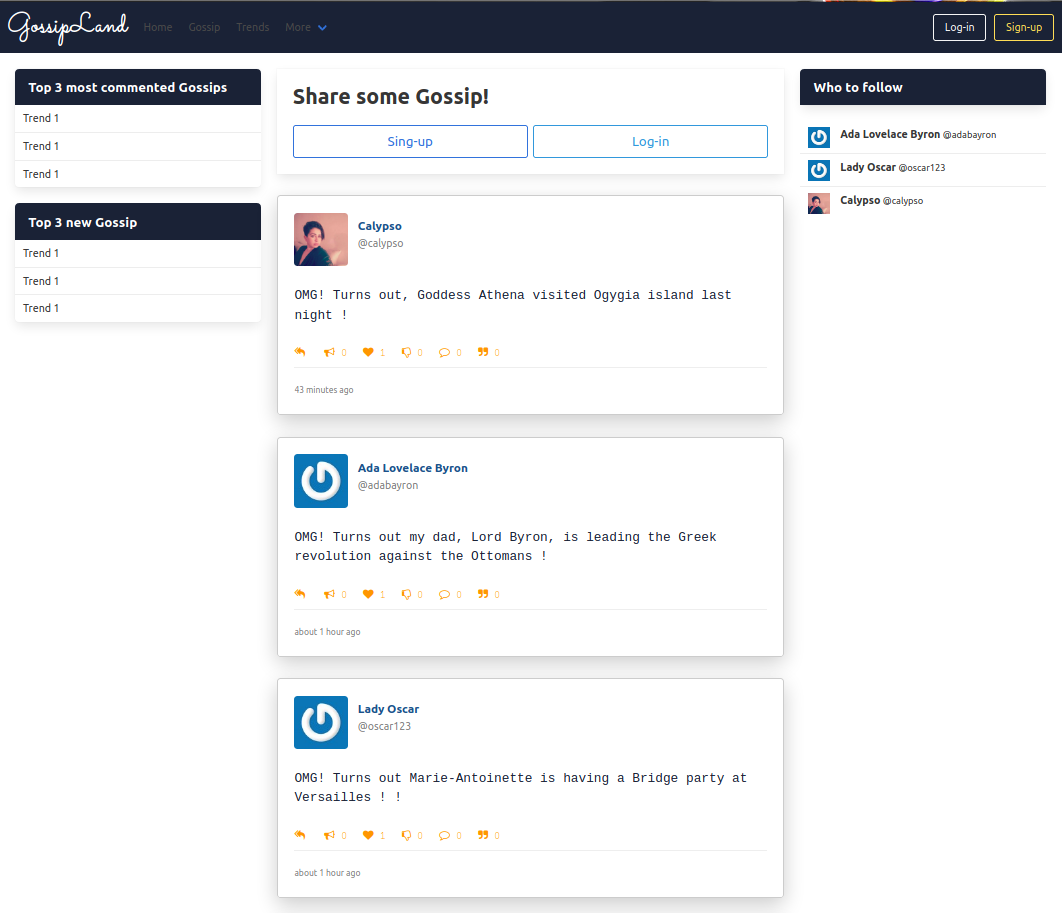 GossipLand Home Gossip Trends More Log-in Sign-up
Top 3 most commented Gossips
Trend 1
Trend 1
Trend 1
Top 3 new Gossip
Trend 1
Trend 1
Trend 1
Share some Gossip!
Sing-up Log-in
Calypso
@calypso
OMG! Turns out, Goddess Athena visited Ogygia island last
night !
0 1 0 0 0
43 minutes ago
Ada Lovelace Byron
@adabayron
OMG! Turns out my dad, Lord Byron, is leading the Greek
revolution against the Ottomans !
0 1 0 0 0
about 1 hour ago
Lady Oscar
@oscar123
OMG! Turns out Marie-Antoinette is having a Bridge party at
Versailles ! !
0 1 0 0 0
about 1 hour ago
Who to follow
Ada Lovelace Byron @adabayron
Lady Oscar @oscar123
Calypso @calypso